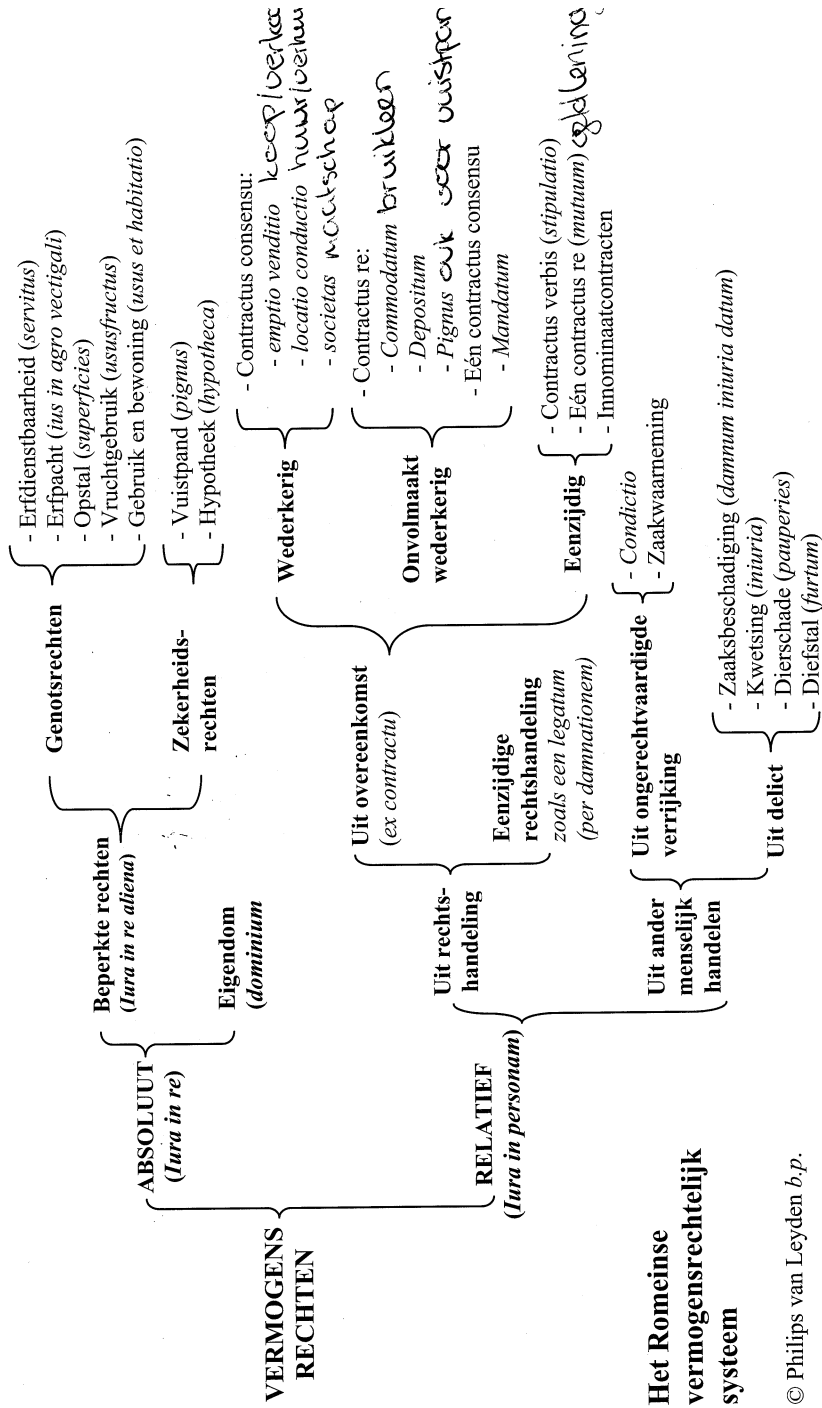 VERMOGENS
RECHTEN
ABSOLUUT
(Iura in re)
Beperkte rechten
(Iura in re aliena)
Genotsrechten
- Erfdienstbaarheid (servitus)
- Erfpacht (ius in agro vectigali)
- Opstal (superficies)
- Vruchtgebruik (ususfructus)
- Gebruik en bewoning (usus et habitatio)
Zekerheids-
rechten
- Vuistpand (pignus)
- Hypotheek (hypotheca)
Eigendom
(dominium
RELATIEF
(Iura in personam)
Uit rechts-
handeling
Uit overeenkomst
(ex contractu)
Wederkerig
- Contractus consensu:
- emptio venditio koop/verkoo
- locatio conductio huur/verhuu
- societas maatschap
Onvolmaakt
wederkerig
- Contractus re:
- Commodatum bruikleen
- Depositum
- Pignus ook voor vuistpan
- Eén contractus consensu
- Mandatum
Eenzijdig
- Contractus verbis (stipulatio)
- Eén contractus re (mutuum) geldlening
- Innominaatcontracten
Eenzijdige
rechtshandeling
zoals een legatum
(per damnationem)
Uit ander
menselijk
handelen
Uit ongerechtvaardigde
verrijking
- Condictio
- Zaakwaarneming
Uit delict
- Zaaksbeschadiging (damnum iniuria datum)
- Kwetsing (iniuria)
- Dierschade (pauperies)
- Diefstal (furtum)
Het Romeinse
vermogensrechtelijk
systeem
© Philips van Leyden b.p.